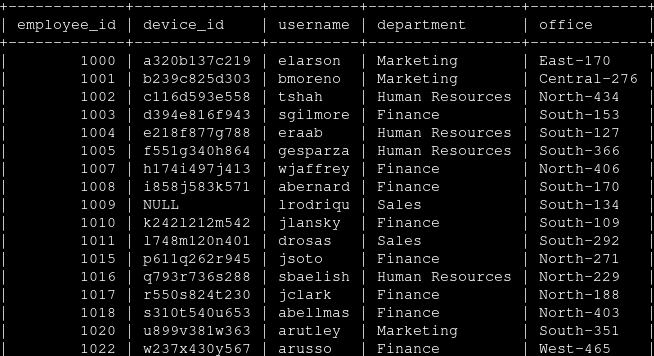 +-------------+--------------+----------+-----------------+-------------+
| employee_id | device_id    | username | department      | office      |
+-------------+--------------+----------+-----------------+-------------+
|        1000 | a320b137c219 | elarson  | Marketing       | East-170    |
|        1001 | b239c825d303 | bmoreno  | Marketing       | Central-276 |
|        1002 | c116d593e558 | tshah    | Human Resources | North-434   |
|        1003 | d394e816f943 | sgilmore | Finance         | South-153   |
|        1004 | e218f877g788 | eraab    | Human Resources | South-127   |
|        1005 | f551g340h864 | gesparza | Human Resources | South-366   |
|        1007 | h174i497j413 | wjaffrey | Finance         | North-406   |
|        1008 | i858j583k571 | abernard | Finance         | South-170   |
|        1009 | NULL         | lrodriqu | Sales           | South-134   |
|        1010 | k242l212m542 | jlansky  | Finance         | South-109   |
|        1011 | l748m120n401 | drosas   | Sales           | South-292   |
|        1015 | p611q262r945 | jsoto    | Finance         | North-271   |
|        1016 | q793r736s288 | sbaelish | Human Resources | North-229   |
|        1017 | r550s824t230 | jclark   | Finance         | North-188   |
|        1018 | s310t540u653 | abellmas | Finance         | North-403   |
|        1020 | u899v381w363 | arutley  | Marketing       | South-351   |
|        1022 | w237x430y567 | arusso   | Finance         | West-465    |